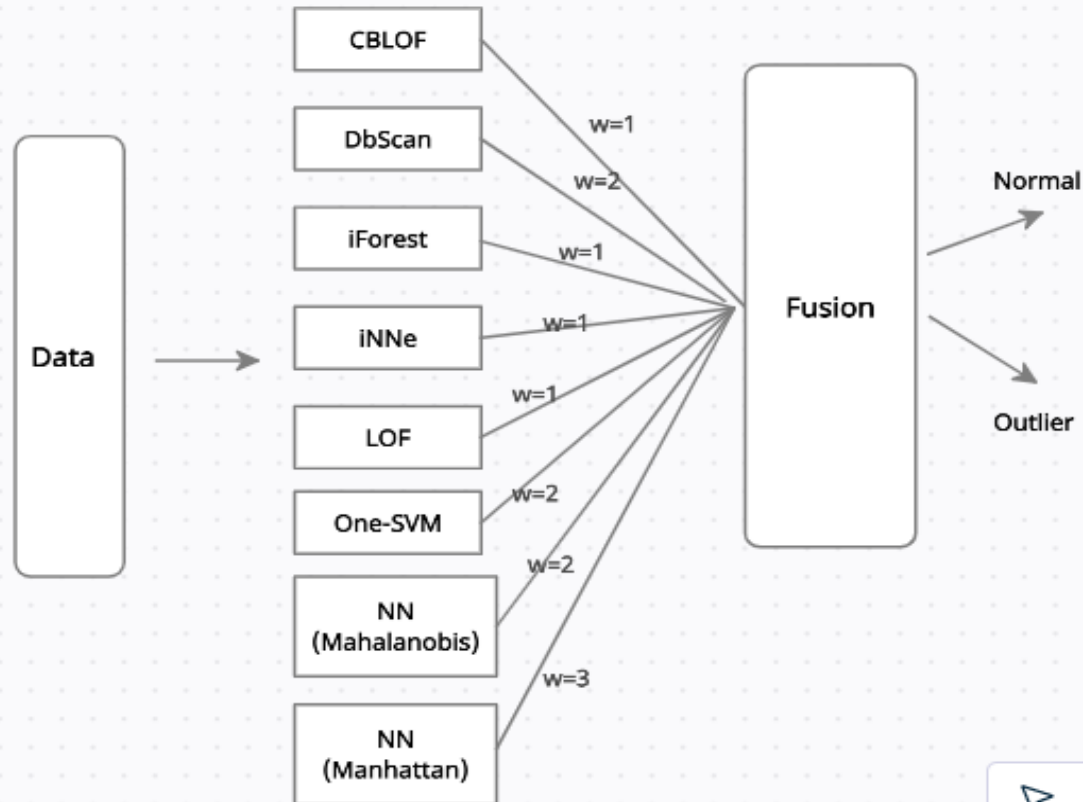 CBLOF
w=1
DbScan
w=2
Normal
iForest
w=1
Fusion
iNNe
w=1
Data
LOF
w=1
Outlier
One-SVM
w=2
NN
(Mahalanobis)
w=2
NN
(Manhattan)
w=3